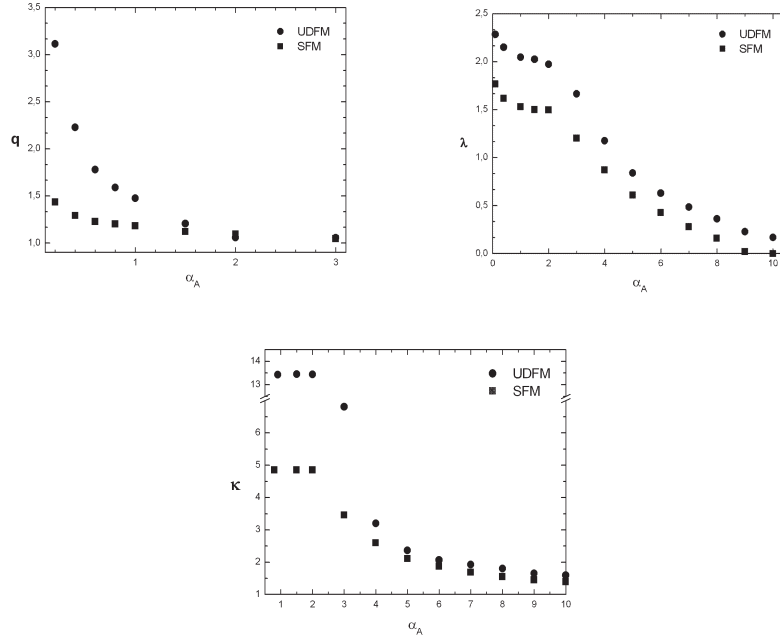 3,5
3,0
2,5
2,0
1,5
1,0
q
UDFM
SFM
1 2 3
α_A
2,5
2,0
1,5
1,0
0,5
0,0
λ
UDFM
SFM
0 2 4 6 8 10
α_A
14
13
6
5
4
3
2
1
κ
UDFM
SFM
1 2 3 4 5 6 7 8 9 10
α_A